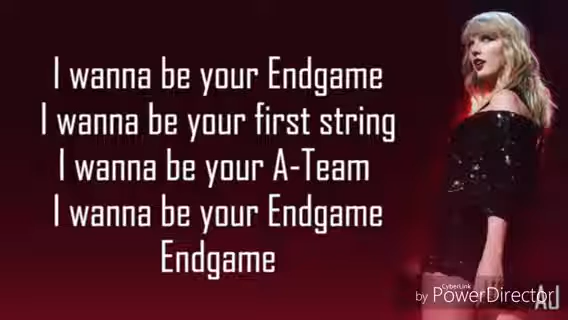 I wanna be your Endgame
I wanna be your first string
I wanna be your A-Team
I wanna be your Endgame
Endgame
CyberLink
by PowerDirector
AJ